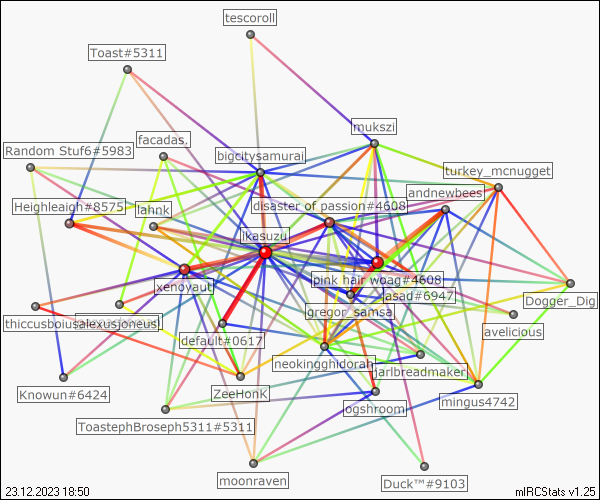 tescoroll
Toast#5311
mukszi
facadas.
Random Stuf6#5983
bigcitysamurai
turkey_mcnugget
andnewbees
Heighleaigh#8575
lahnk
disaster of passion#4608
jkasuzu
pink hair woag#4608
xenoyaut
asad#6947
Dogger_Dig
gregor_samsa
thiccusboiusalexusjoneusi
avelicious
default#0617
neokingghidorah
jarlbreadmaker
Knowun#6424
ZeeHonK
mingus4742
ogshroom
ToastephBroseph5311#5311
moonraven
Duck™#9103
23.12.2023 18:50
mIRCStats v1.25